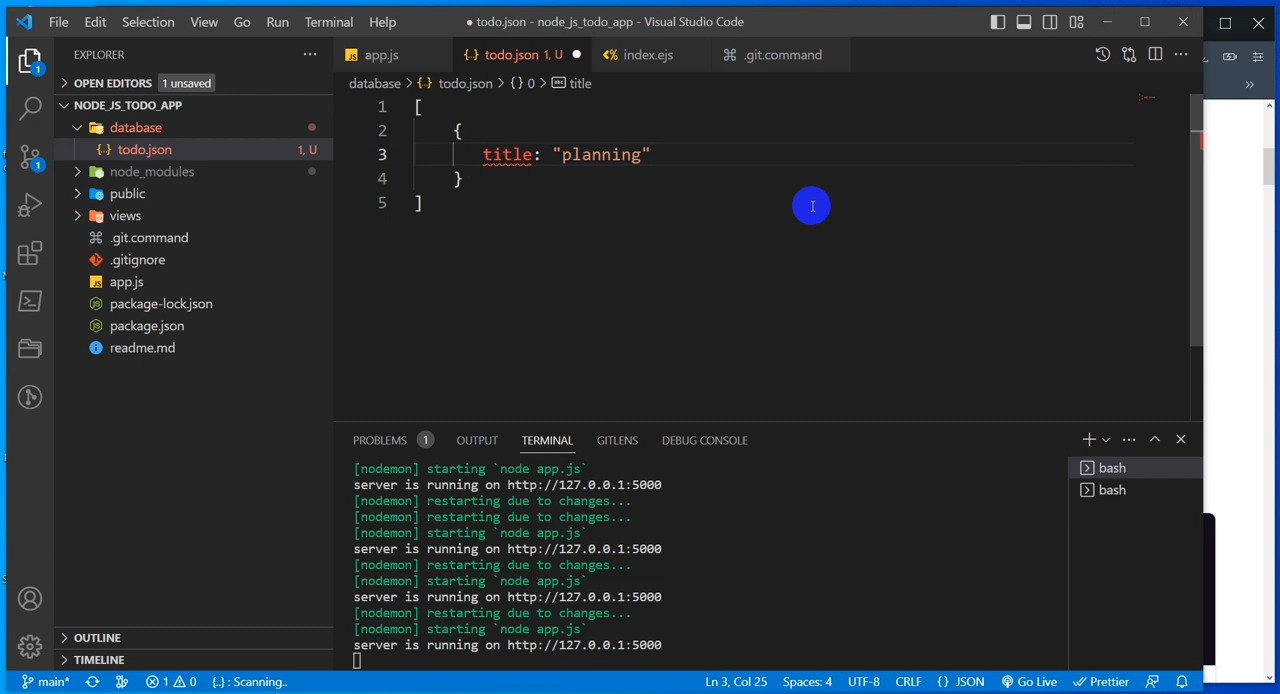 File Edit Selection View Go Run Terminal Help
● todo.json - node_js_todo_app - Visual Studio Code
EXPLORER
OPEN EDITORS 1 unsaved
NODE_JS_TODO_APP
database
todo.json 1, U
node_modules
public
views
.git.command
.gitignore
app.js
package-lock.json
package.json
readme.md
OUTLINE
TIMELINE
app.js
todo.json 1, U
index.ejs
.git.command
database > todo.json > {} 0 > title
1 [
2 {
3 title: "planning"
4 }
5 ]
PROBLEMS 1 OUTPUT TERMINAL GITLENS DEBUG CONSOLE
[nodemon] starting `node app.js`
server is running on http://127.0.0.1:5000
[nodemon] restarting due to changes...
[nodemon] restarting due to changes...
[nodemon] starting `node app.js`
server is running on http://127.0.0.1:5000
[nodemon] restarting due to changes...
[nodemon] starting `node app.js`
server is running on http://127.0.0.1:5000
[nodemon] restarting due to changes...
[nodemon] starting `node app.js`
server is running on http://127.0.0.1:5000
bash
bash
main* 1 0 {..} : Scanning.. Ln 3, Col 25 Spaces: 4 UTF-8 CRLF {} JSON Go Live Prettier